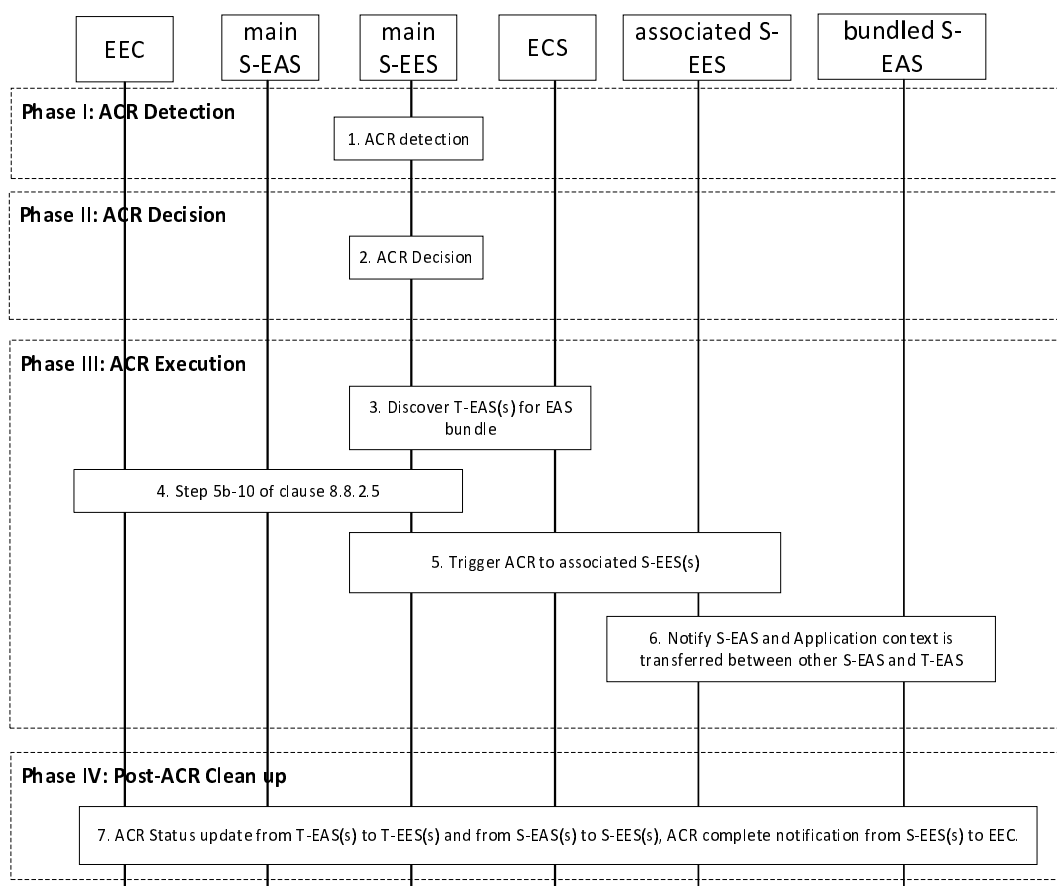 EEC
main
S-EAS
main
S-EES
ECS
associated S-
EES
bundled S-
EAS
Phase I: ACR Detection
1. ACR detection
Phase II: ACR Decision
2. ACR Decision
Phase III: ACR Execution
3. Discover T-EAS(s) for EAS
bundle
4. Step 5b-10 of clause 8.8.2.5
5. Trigger ACR to associated S-EES(s)
6. Notify S-EAS and Application context is
transferred between other S-EAS and T-EAS
Phase IV: Post-ACR Clean up
7. ACR Status update from T-EAS(s) to T-EES(s) and from S-EAS(s) to S-EES(s), ACR complete notification from S-EES(s) to EEC.